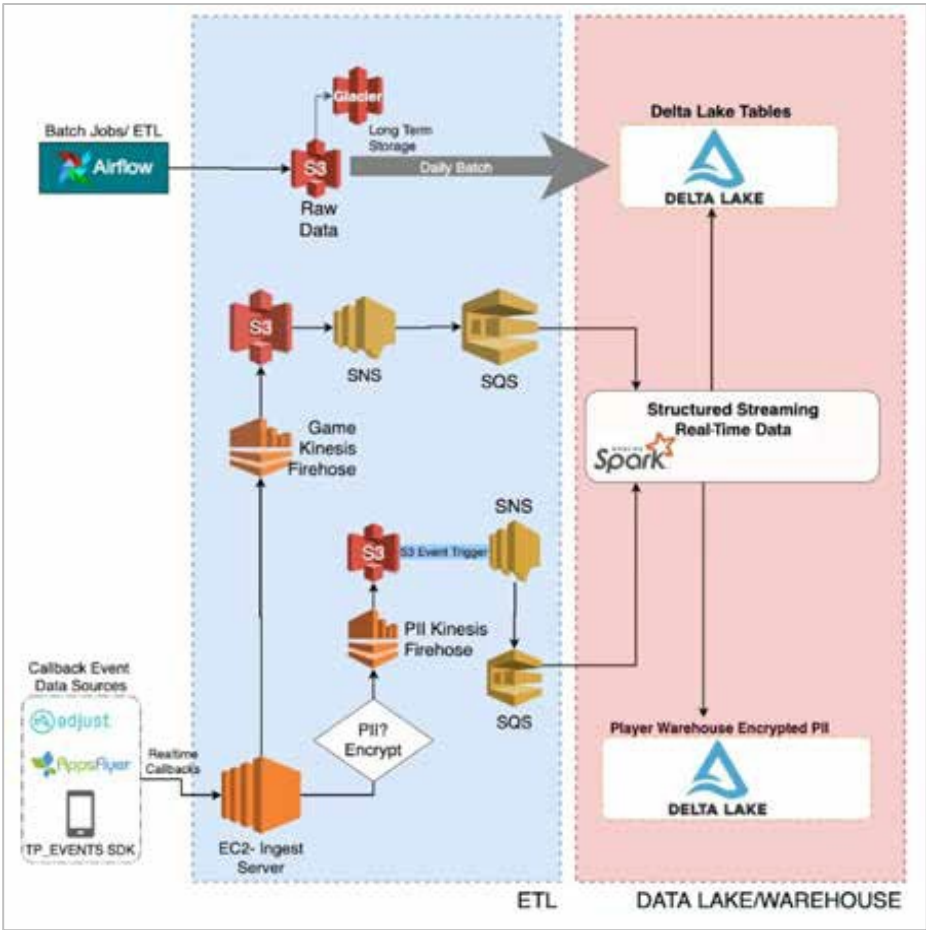 Glacier
Batch Jobs/ ETL
Airflow
Long Term
Storage
S3
Daily Batch
Raw
Data
Delta Lake Tables
DELTA LAKE
S3
SNS
SQS
Game
Kinesis
Firehose
Structured Streaming
Real-Time Data
APACHE
Spark
SNS
S3
S3 Event Trigger
PII Kinesis
Firehose
SQS
Callback Event
Data Sources
adjust
AppsFlyer
TP_EVENTS SDK
Realtime
Callbacks
PII?
Encrypt
EC2- Ingest
Server
Player Warehouse Encrypted PII
DELTA LAKE
ETL
DATA LAKE/WAREHOUSE